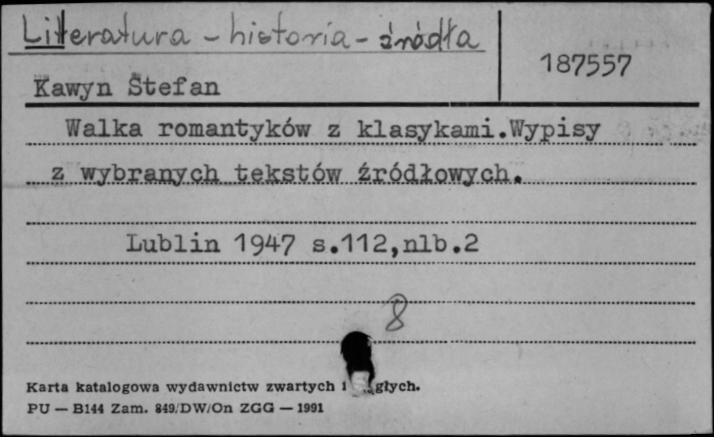 Literatura - historia - źródła
187557
Kawyn Stefan
Walka romantyków z klasykami.Wypisy
z wybranych tekstów źródłowych.
Lublin 1947 s.112,nlb.2
8
Karta katalogowa wydawnictw zwartych i głych.
PU — B144 Zam. 849/DW/On ZGG — 1991